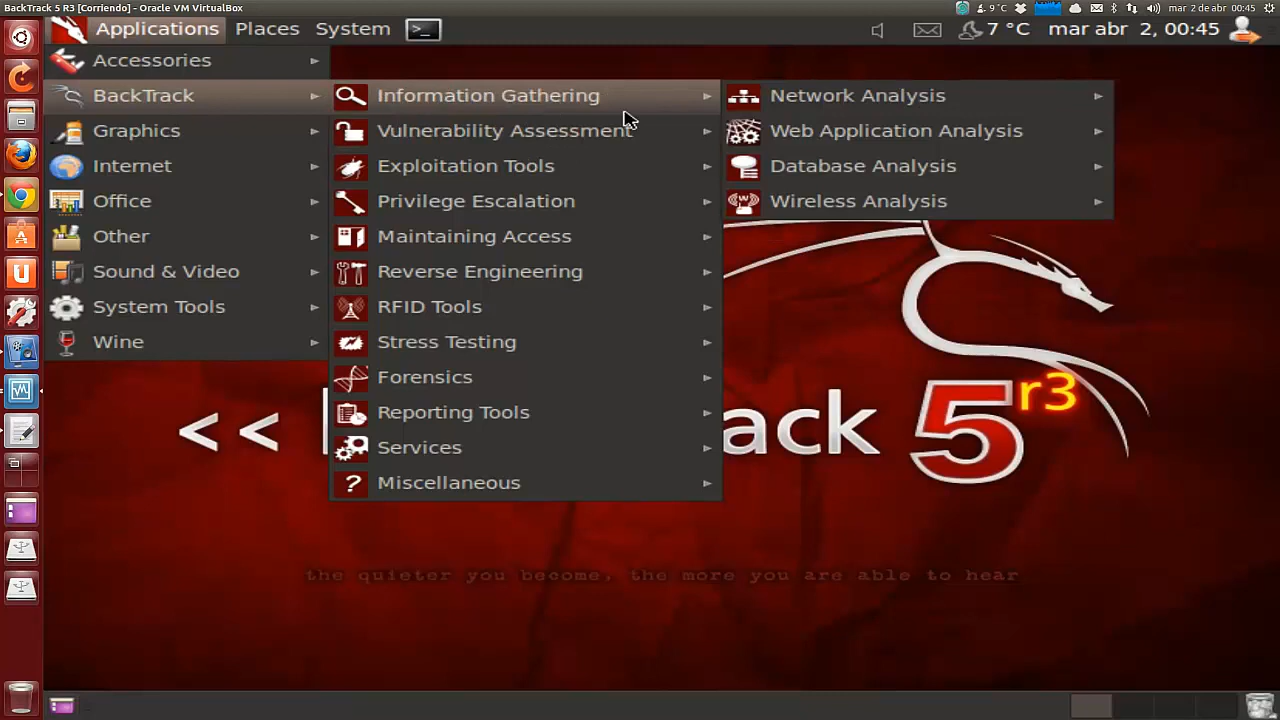 BackTrack 5 R3 [Corriendo] - Oracle VM VirtualBox
9 °C
mar 2 de abr 00:45
Applications Places System >_
7 °C mar abr 2, 00:45
Accessories
BackTrack
Graphics
Internet
Office
Other
Sound & Video
System Tools
Wine
Information Gathering
Vulnerability Assessment
Exploitation Tools
Privilege Escalation
Maintaining Access
Reverse Engineering
RFID Tools
Stress Testing
Forensics
Reporting Tools
Services
Miscellaneous
Network Analysis
Web Application Analysis
Database Analysis
Wireless Analysis
<< ack 5 r3
the quieter you become, the more you are able to hear